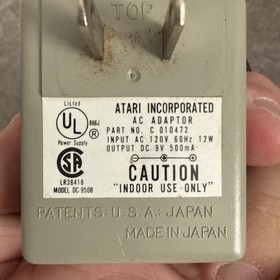 TOP
Listed
UL
®
888J
Power Supply
ATARI INCORPORATED
AC ADAPTOR
PART NO. C 010472
INPUT AC 120V 60Hz 12W
OUTPUT DC 9V 500mA
SA
®
LR38418
MODEL DC-950B
CAUTION
"INDOOR USE ONLY"
PATENTS: U.S.A.; JAPAN
MADE IN JAPAN